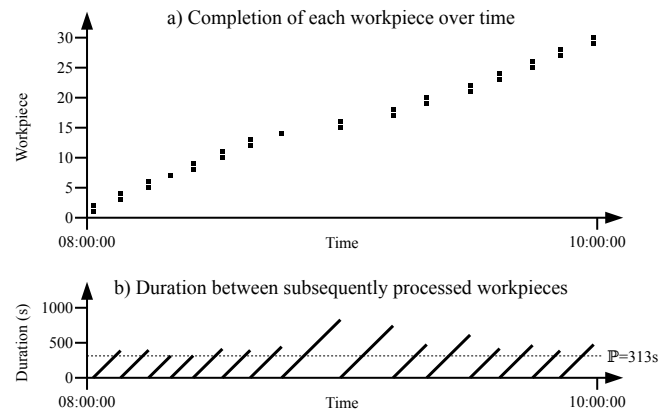 a) Completion of each workpiece over time
30
25
20
15
10
5
0
Workpiece
08:00:00
Time
10:00:00
b) Duration between subsequently processed workpieces
1000
500
0
Duration (s)
ℙ=313s
08:00:00
Time
10:00:00